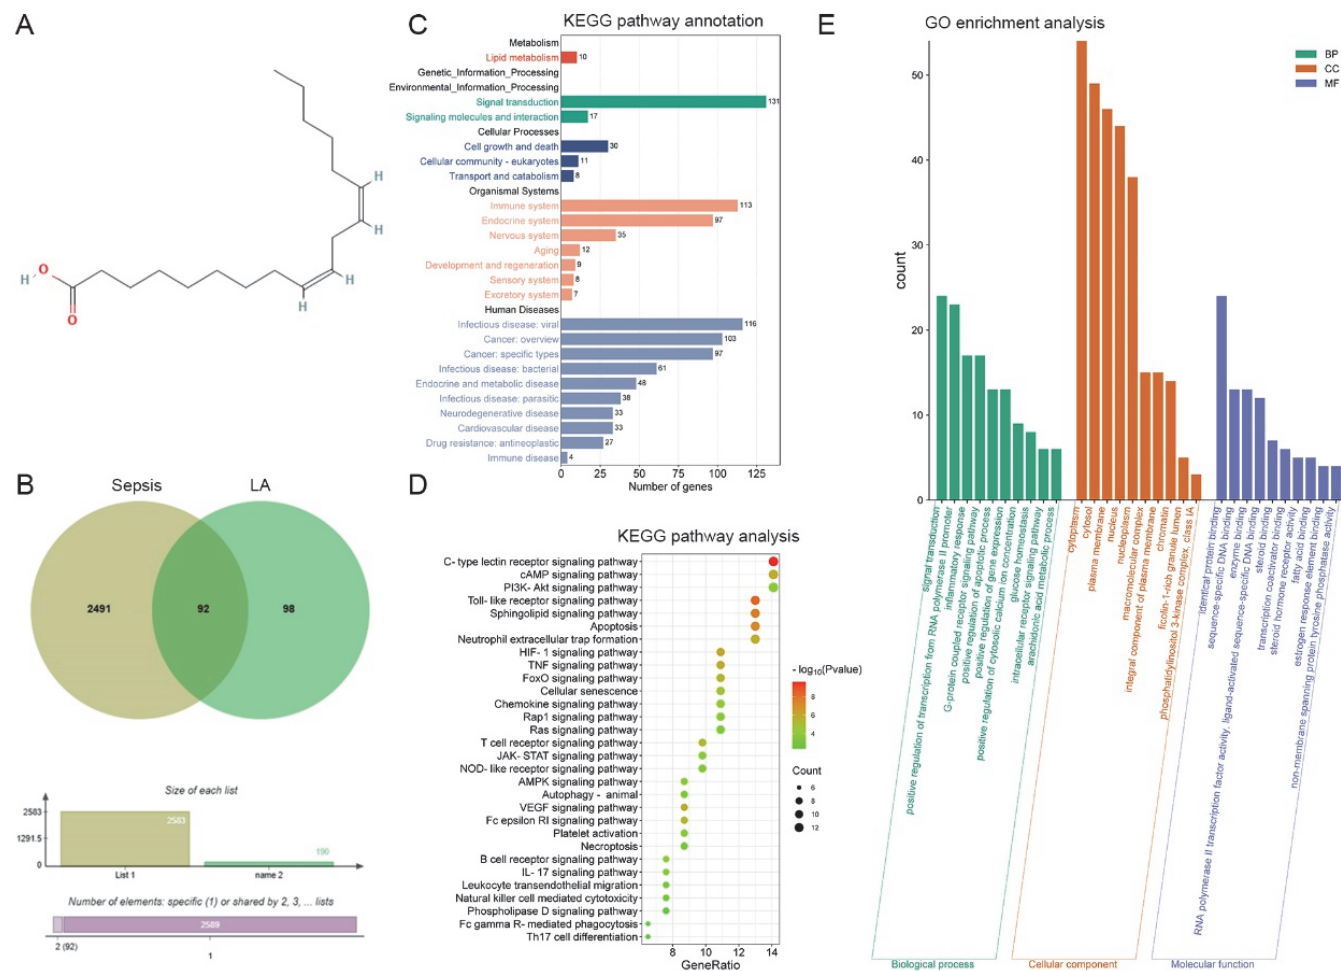 A
H
O
O
H
H
H
H
B
Sepsis
LA
2491
92
98
Size of each list
2583
1291.5
0
2583
190
List 1
name 2
Number of elements: specific (1) or shared by 2, 3, ... lists
2589
2 (92)
1
C
KEGG pathway annotation
Metabolism
Lipid metabolism
10
Genetic_Information_Processing
Environmental_Information_Processing
Signal transduction
131
Signaling molecules and interaction
17
Cellular Processes
Cell growth and death
30
Cellular community - eukaryotes
11
Transport and catabolism
8
Organismal Systems
Immune system
113
Endocrine system
97
Nervous system
35
Aging
12
Development and regeneration
9
Sensory system
8
Excretory system
7
Human Diseases
Infectious disease: viral
116
Cancer: overview
103
Cancer: specific types
97
Infectious disease: bacterial
61
Endocrine and metabolic disease
48
Infectious disease: parasitic
38
Neurodegenerative disease
33
Cardiovascular disease
33
Drug resistance: antineoplastic
27
Immune disease
4
0 25 50 75 100 125
Number of genes
D
KEGG pathway analysis
C- type lectin receptor signaling pathway
cAMP signaling pathway
PI3K- Akt signaling pathway
Toll- like receptor signaling pathway
Sphingolipid signaling pathway
Apoptosis
Neutrophil extracellular trap formation
HIF- 1 signaling pathway
TNF signaling pathway
FoxO signaling pathway
Cellular senescence
Chemokine signaling pathway
Rap1 signaling pathway
Ras signaling pathway
T cell receptor signaling pathway
JAK- STAT signaling pathway
NOD- like receptor signaling pathway
AMPK signaling pathway
Autophagy - animal
VEGF signaling pathway
Fc epsilon RI signaling pathway
Platelet activation
Necroptosis
B cell receptor signaling pathway
IL- 17 signaling pathway
Leukocyte transendothelial migration
Natural killer cell mediated cytotoxicity
Phospholipase D signaling pathway
Fc gamma R- mediated phagocytosis
Th17 cell differentiation
8 10 12 14
GeneRatio
- log10(Pvalue)
8
6
4
Count
6
8
10
12
E
GO enrichment analysis
BP
CC
MF
count
50
40
30
20
10
0
signal transduction
positive regulation of transcription from RNA polymerase II promoter
inflammatory response
G-protein coupled receptor signaling pathway
positive regulation of apoptotic process
positive regulation of gene expression
positive regulation of cytosolic calcium ion concentration
glucose homeostasis
intracellular receptor signaling pathway
arachidonic acid metabolic process
cytoplasm
cytosol
plasma membrane
nucleus
nucleoplasm
macromolecular complex
integral component of plasma membrane
chromatin
ficolin-1-rich granule lumen
phosphatidylinositol 3-kinase complex, class IA
identical protein binding
sequence-specific DNA binding
enzyme binding
RNA polymerase II transcription factor activity, ligand-activated sequence-specific DNA binding
steroid binding
transcription coactivator binding
steroid hormone receptor activity
fatty acid binding
estrogen response element binding
non-membrane spanning protein tyrosine phosphatase activity
Biological process
Cellular component
Molecular function